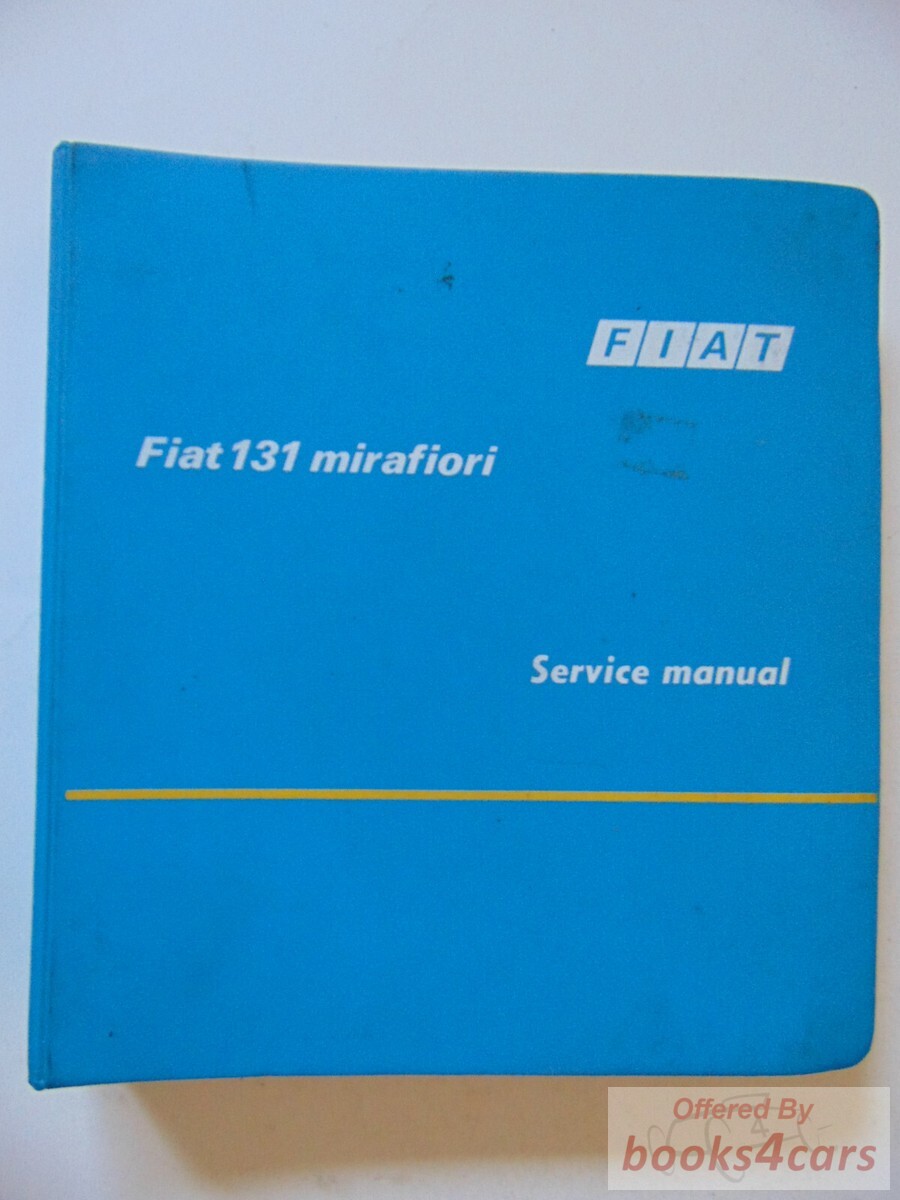 FIAT
Fiat 131 mirafiori
Service manual
Offered By
books4cars